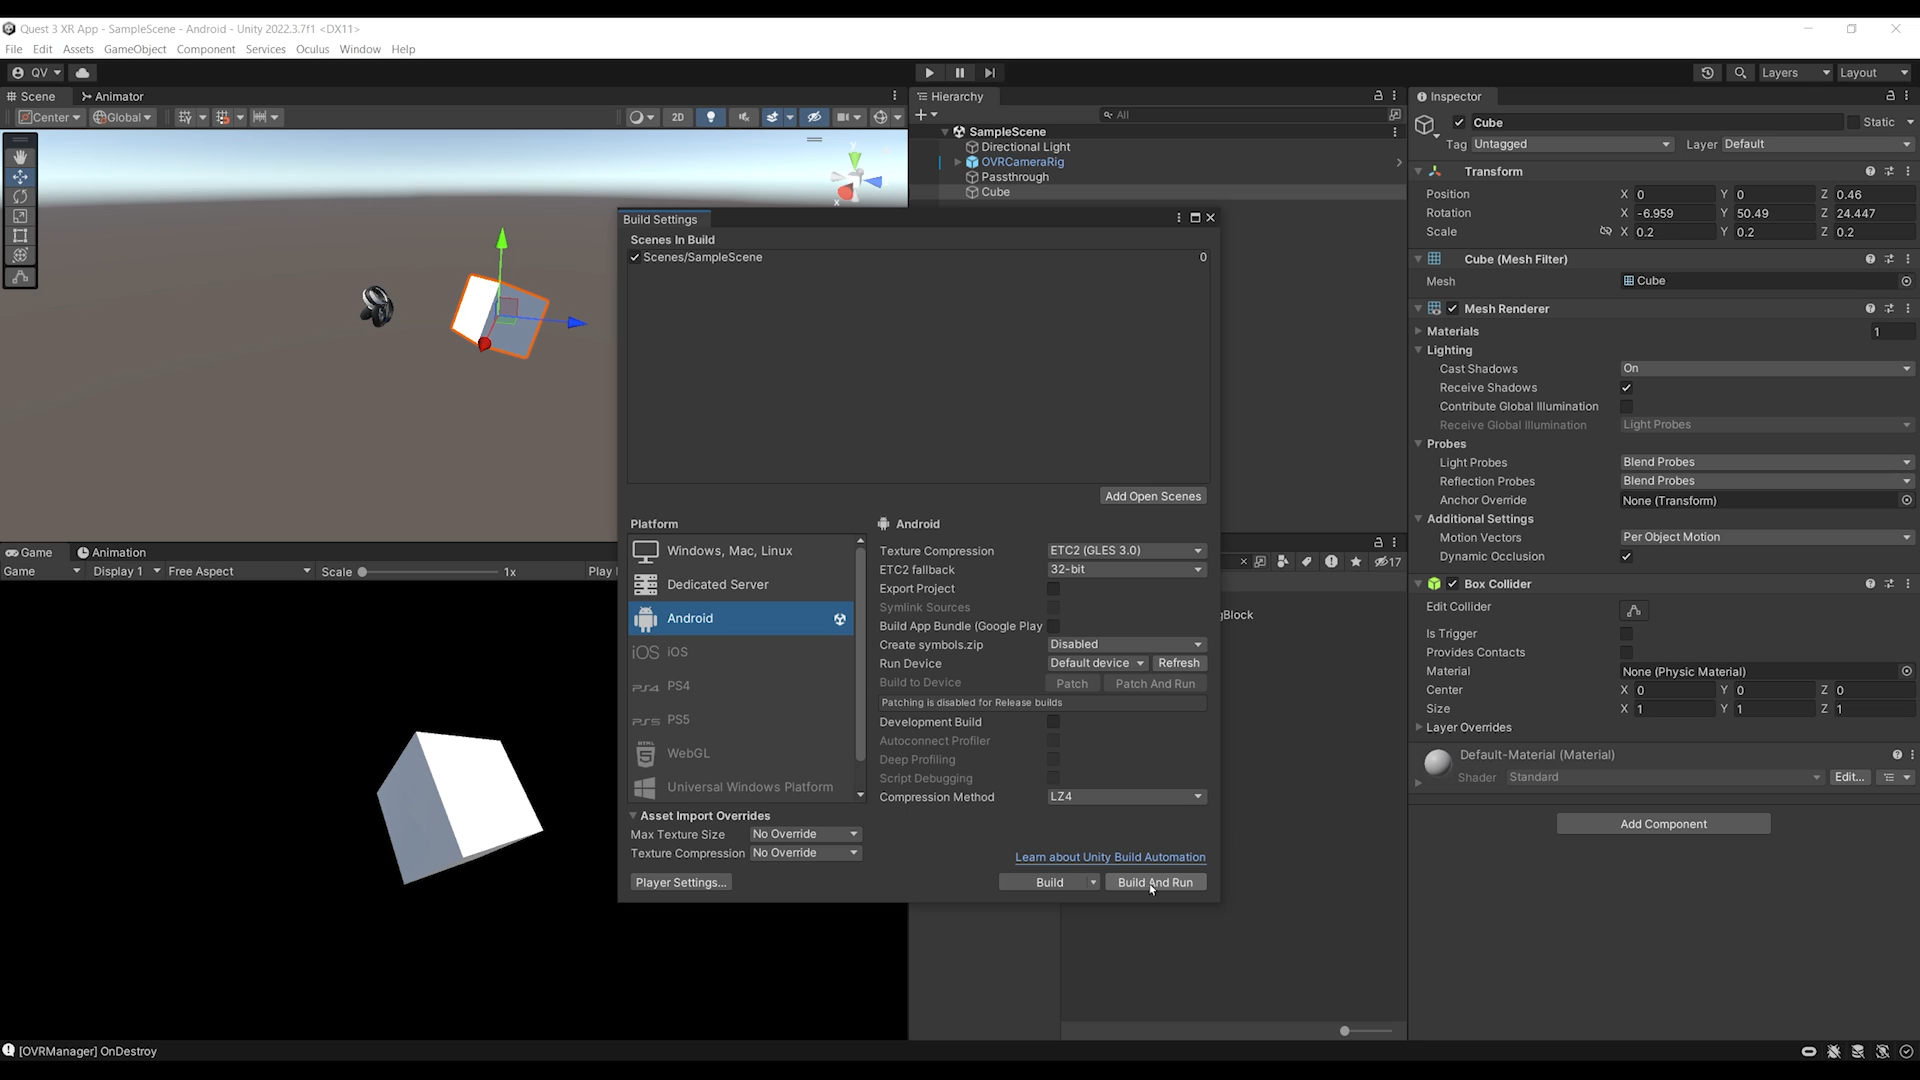 Quest 3 XR App - SampleScene - Android - Unity 2022.3.7f1 <DX11>
File Edit Assets GameObject Component Services Oculus Window Help
QV Layers Layout
Scene Animator
Center Global 2D
Hierarchy
All
SampleScene
Directional Light
OVRCameraRig
Passthrough
Cube
Build Settings
Scenes In Build
Scenes/SampleScene 0
Add Open Scenes
Platform
Windows, Mac, Linux
Dedicated Server
Android
iOS iOS
PS4 PS4
PS5 PS5
HTML WebGL
Universal Windows Platform
Asset Import Overrides
Max Texture Size No Override
Texture Compression No Override
Player Settings...
Android
Texture Compression ETC2 (GLES 3.0)
ETC2 fallback 32-bit
Export Project
Symlink Sources
Build App Bundle (Google Play
Create symbols.zip Disabled
Run Device Default device Refresh
Build to Device Patch Patch And Run
Patching is disabled for Release builds
Development Build
Autoconnect Profiler
Deep Profiling
Script Debugging
Compression Method LZ4
Learn about Unity Build Automation
Build Build And Run
Game Animation
Game Display 1 Free Aspect Scale 1x Play
17
gBlock
Inspector
Cube Static
Tag Untagged Layer Default
Transform
Position X 0 Y 0 Z 0.46
Rotation X -6.959 Y 50.49 Z 24.447
Scale X 0.2 Y 0.2 Z 0.2
Cube (Mesh Filter)
Mesh Cube
Mesh Renderer
Materials 1
Lighting
Cast Shadows On
Receive Shadows
Contribute Global Illumination
Receive Global Illumination Light Probes
Probes
Light Probes Blend Probes
Reflection Probes Blend Probes
Anchor Override None (Transform)
Additional Settings
Motion Vectors Per Object Motion
Dynamic Occlusion
Box Collider
Edit Collider
Is Trigger
Provides Contacts
Material None (Physic Material)
Center X 0 Y 0 Z 0
Size X 1 Y 1 Z 1
Layer Overrides
Default-Material (Material)
Shader Standard Edit...
Add Component
[OVRManager] OnDestroy